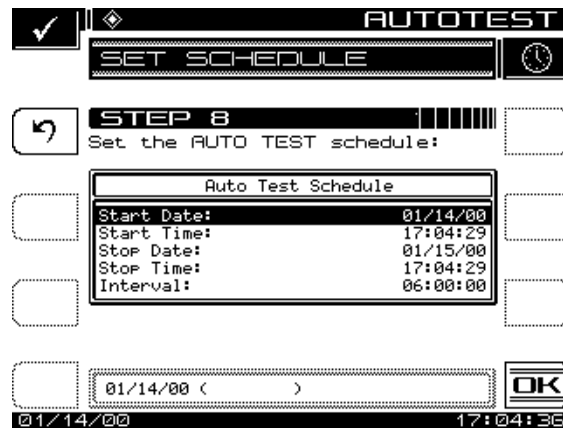 AUTOTEST
SET SCHEDULE
STEP 8
Set the AUTO TEST schedule:
Auto Test Schedule
Start Date: 01/14/00
Start Time: 17:04:29
Stop Date: 01/15/00
Stop Time: 17:04:29
Interval: 06:00:00
01/14/00 ( )
OK
01/14/00 17:04:36